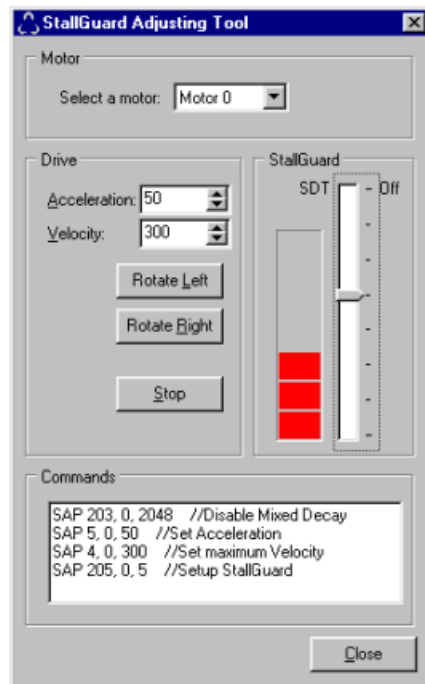 StallGuard Adjusting Tool
Motor
Select a motor: Motor 0
Drive
Acceleration: 50
Velocity: 300
Rotate Left
Rotate Right
Stop
StallGuard
SDT Off
Commands
SAP 203, 0, 2048 //Disable Mixed Decay
SAP 5, 0, 50 //Set Acceleration
SAP 4, 0, 300 //Set maximum Velocity
SAP 205, 0, 5 //Setup StallGuard
Close